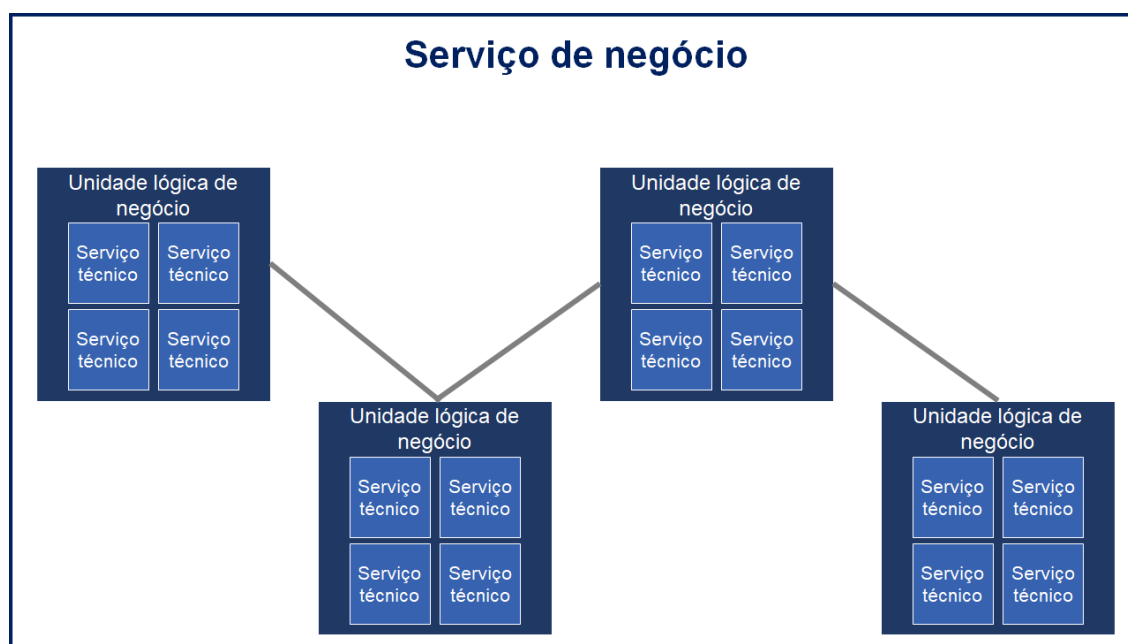 Serviço de negócio
Unidade lógica de
negócio
Serviço
técnico
Serviço
técnico
Serviço
técnico
Serviço
técnico
Unidade lógica de
negócio
Serviço
técnico
Serviço
técnico
Serviço
técnico
Serviço
técnico
Unidade lógica de
negócio
Serviço
técnico
Serviço
técnico
Serviço
técnico
Serviço
técnico
Unidade lógica de
negócio
Serviço
técnico
Serviço
técnico
Serviço
técnico
Serviço
técnico